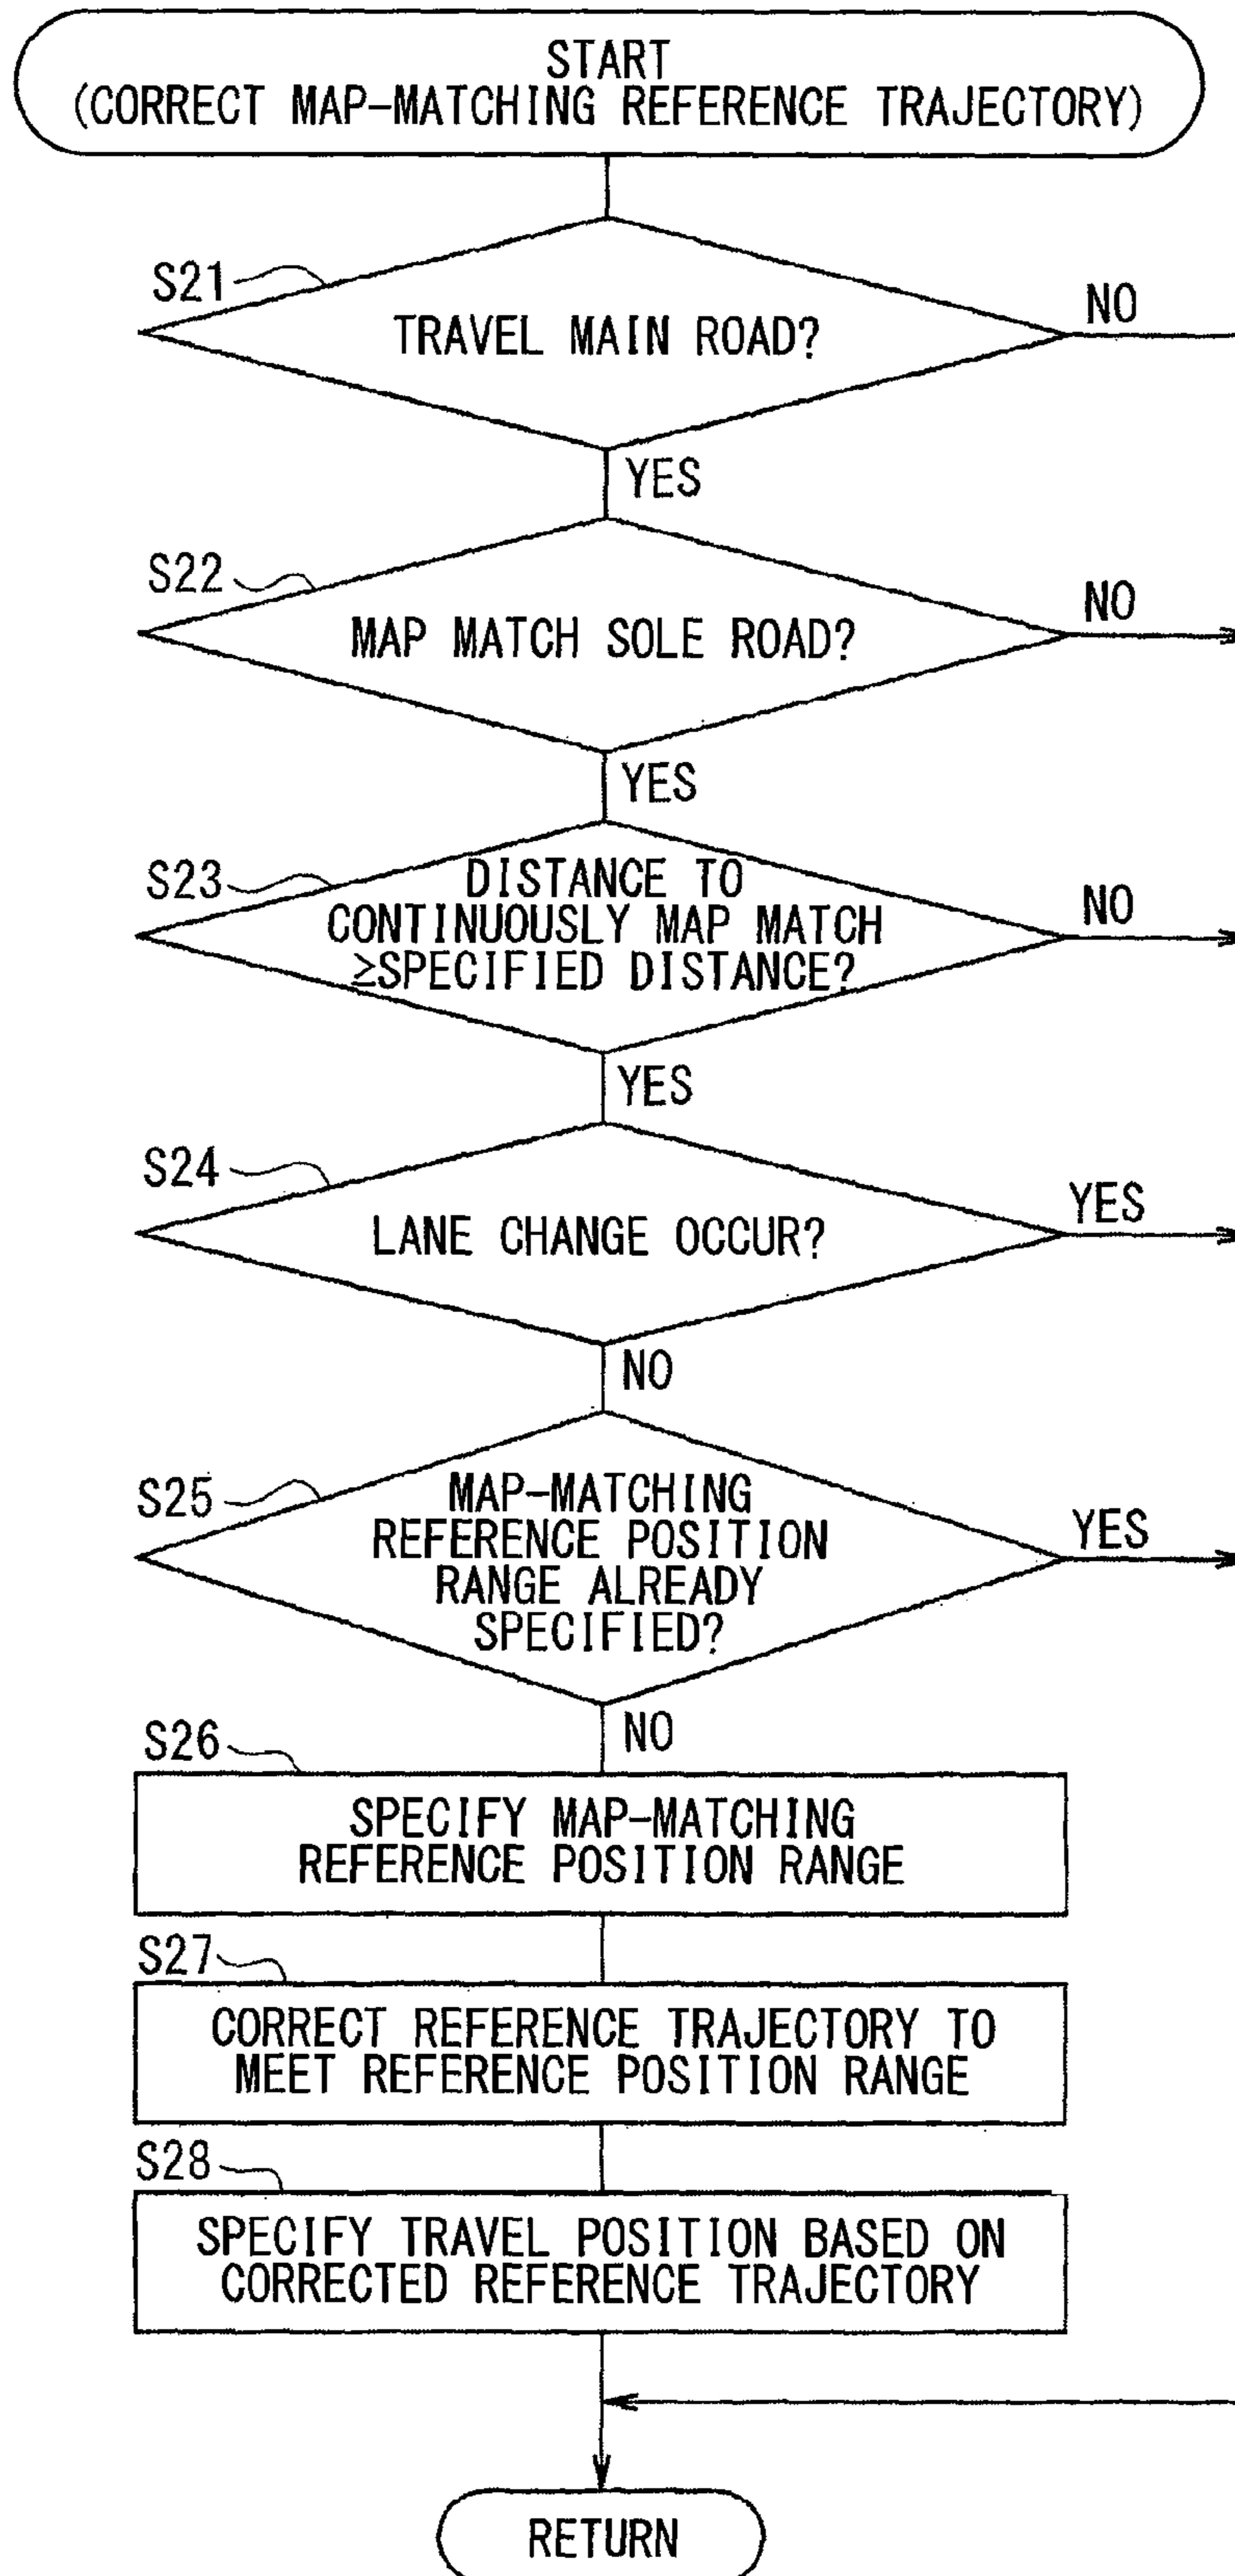 START
(CORRECT MAP-MATCHING REFERENCE TRAJECTORY)
S21
TRAVEL MAIN ROAD?
NO
YES
S22
MAP MATCH SOLE ROAD?
NO
YES
S23
DISTANCE TO
CONTINUOUSLY MAP MATCH
≥SPECIFIED DISTANCE?
NO
YES
S24
LANE CHANGE OCCUR?
YES
NO
S25
MAP-MATCHING
REFERENCE POSITION
RANGE ALREADY
SPECIFIED?
YES
NO
S26
SPECIFY MAP-MATCHING
REFERENCE POSITION RANGE
S27
CORRECT REFERENCE TRAJECTORY TO
MEET REFERENCE POSITION RANGE
S28
SPECIFY TRAVEL POSITION BASED ON
CORRECTED REFERENCE TRAJECTORY
RETURN